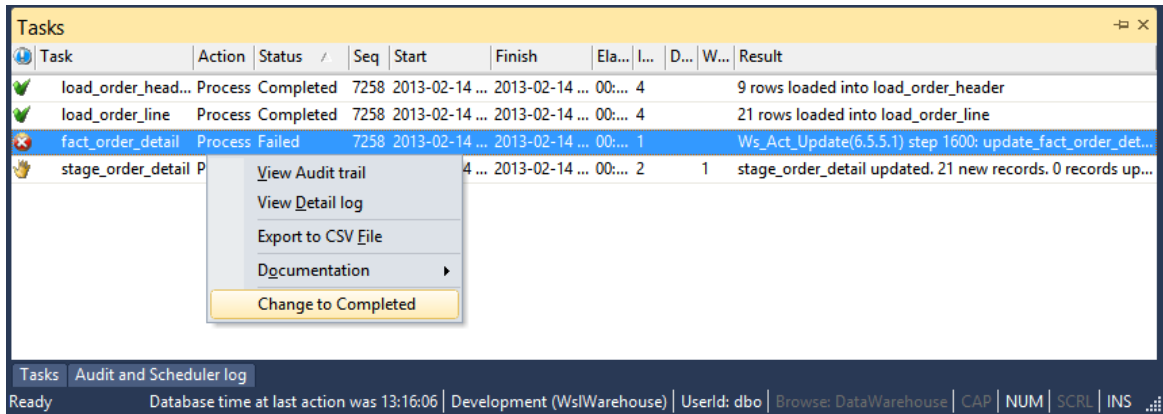 Tasks
Task Action Status Seq Start Finish Ela... I... D... W... Result
load_order_head... Process Completed 7258 2013-02-14 ... 2013-02-14 ... 00:... 4 9 rows loaded into load_order_header
load_order_line Process Completed 7258 2013-02-14 ... 2013-02-14 ... 00:... 4 21 rows loaded into load_order_line
fact_order_detail Process Failed 7258 2013-02-14 ... 2013-02-14 ... 00:... 1 Ws_Act_Update(6.5.5.1) step 1600: update_fact_order_det...
stage_order_detail P 4 ... 2013-02-14 ... 00:... 2 1 stage_order_detail updated. 21 new records. 0 records up...
View Audit trail
View Detail log
Export to CSV File
Documentation
Change to Completed
Tasks Audit and Scheduler log
Ready Database time at last action was 13:16:06 Development (WslWarehouse) UserId: dbo Browse: DataWarehouse CAP NUM SCRL INS